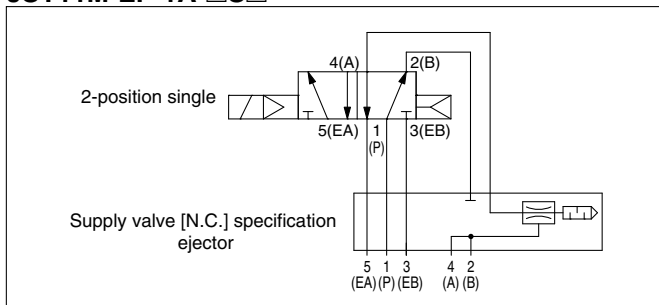 4(A) 2(B)
2-position single
5(EA) 1 3(EB)
(P)
Supply valve [N.C.] specification
ejector
5 1 3 4 2
(EA) (P) (EB) (A) (B)